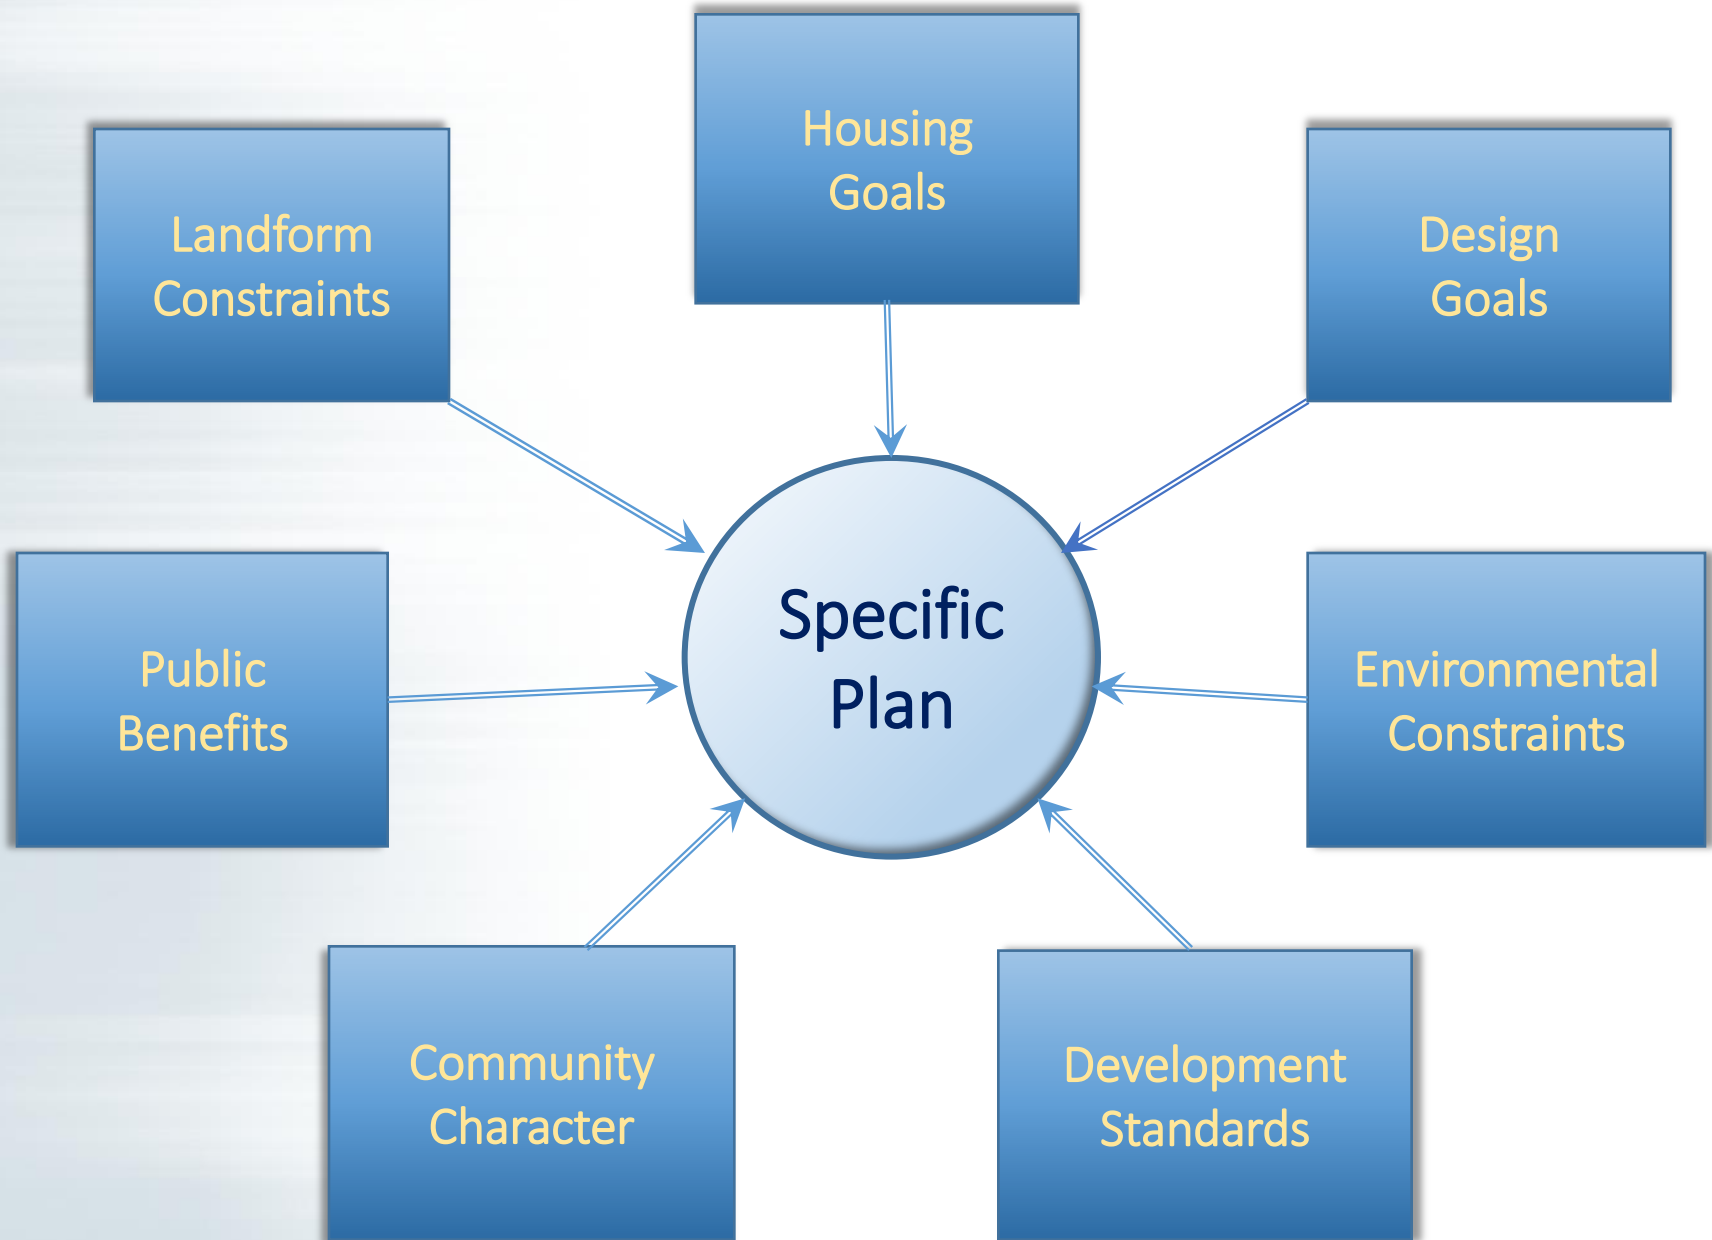 Housing
Goals
Landform
Constraints
Design
Goals
Specific
Plan
Public
Benefits
Environmental
Constraints
Community
Character
Development
Standards